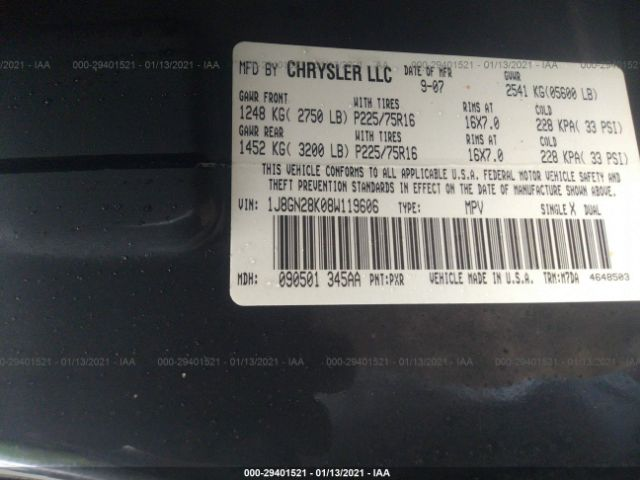 000-29401521 - 01/13/2021 - IAA
MFD BY CHRYSLER LLC DATE OF MFR 9-07 GVWR 2541 KG(05600 LB)
GAWR FRONT WITH TIRES RIMS AT COLD
1248 KG( 2750 LB) P225/75R16 16X7.0 228 KPA( 33 PSI)
GAWR REAR WITH TIRES RIMS AT COLD
1452 KG( 3200 LB) P225/75R16 16X7.0 228 KPA( 33 PSI)
THIS VEHICLE CONFORMS TO ALL APPLICABLE U.S.A. FEDERAL MOTOR VEHICLE SAFETY AND
THEFT PREVENTION STANDARDS IN EFFECT ON THE DATE OF MANUFACTURE SHOWN ABOVE.
VIN: 1J8GN28K08W119606 TYPE: MPV SINGLE X DUAL
MDH: 090501 345AA PNT:PXR VEHICLE MADE IN U.S.A. TRM:M7DA 4648503
000-29401521 - 01/13/2021 - IAA
000-29401521 - 01/13/2021 - IAA